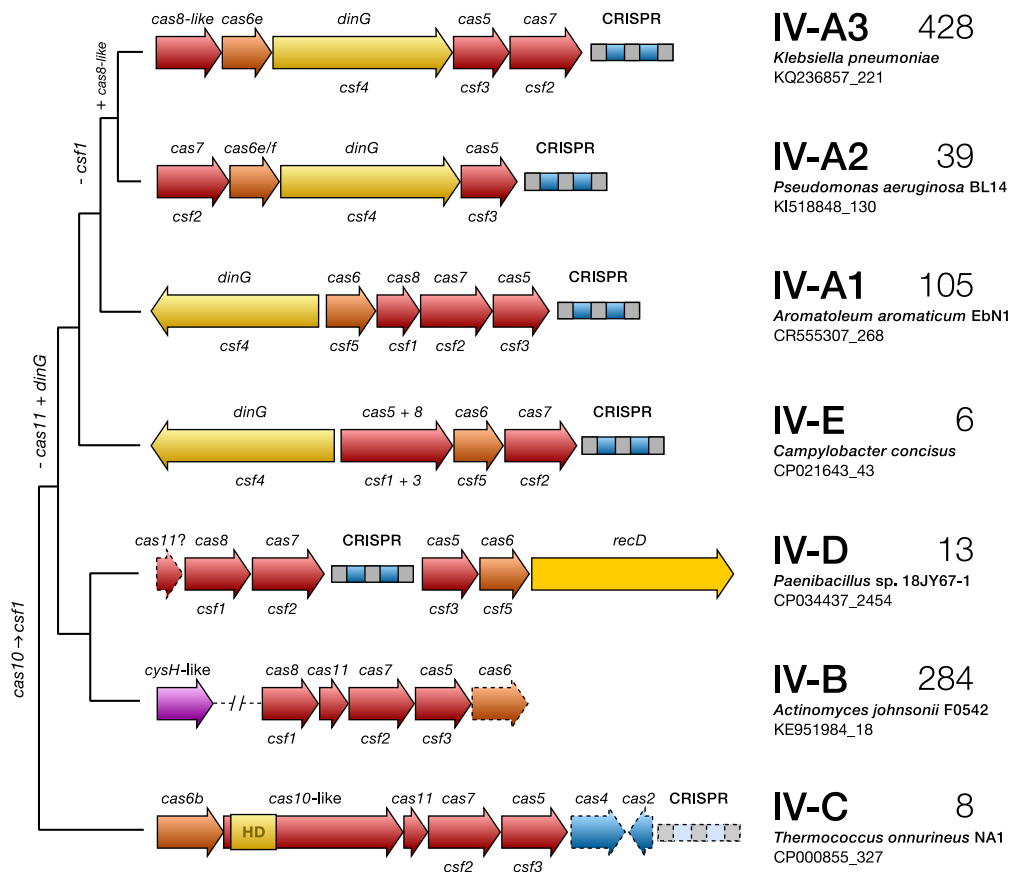 cas8-like cas6e dinG cas5 cas7 CRISPR
csf4 csf3 csf2
IV-A3 428
Klebsiella pneumoniae
KQ236857_221
+ cas8-like
- csf1
cas7 cas6e/f dinG cas5 CRISPR
csf2 csf4 csf3
IV-A2 39
Pseudomonas aeruginosa BL14
KI518848_130
dinG cas6 cas8 cas7 cas5 CRISPR
csf4 csf5 csf1 csf2 csf3
IV-A1 105
Aromatoleum aromaticum EbN1
CR555307_268
- cas11 + dinG
dinG cas5 + 8 cas6 cas7 CRISPR
csf4 csf1 + 3 csf5 csf2
IV-E 6
Campylobacter concisus
CP021643_43
cas11? cas8 cas7 CRISPR cas5 cas6 recD
csf1 csf2 csf3 csf5
IV-D 13
Paenibacillus sp. 18JY67-1
CP034437_2454
cas10→csf1
cysH-like cas8 cas11 cas7 cas5 cas6
//
csf1 csf2 csf3
IV-B 284
Actinomyces johnsonii F0542
KE951984_18
cas6b cas10-like cas11 cas7 cas5 cas4 cas2 CRISPR
HD
csf2 csf3
IV-C 8
Thermococcus onnurineus NA1
CP000855_327